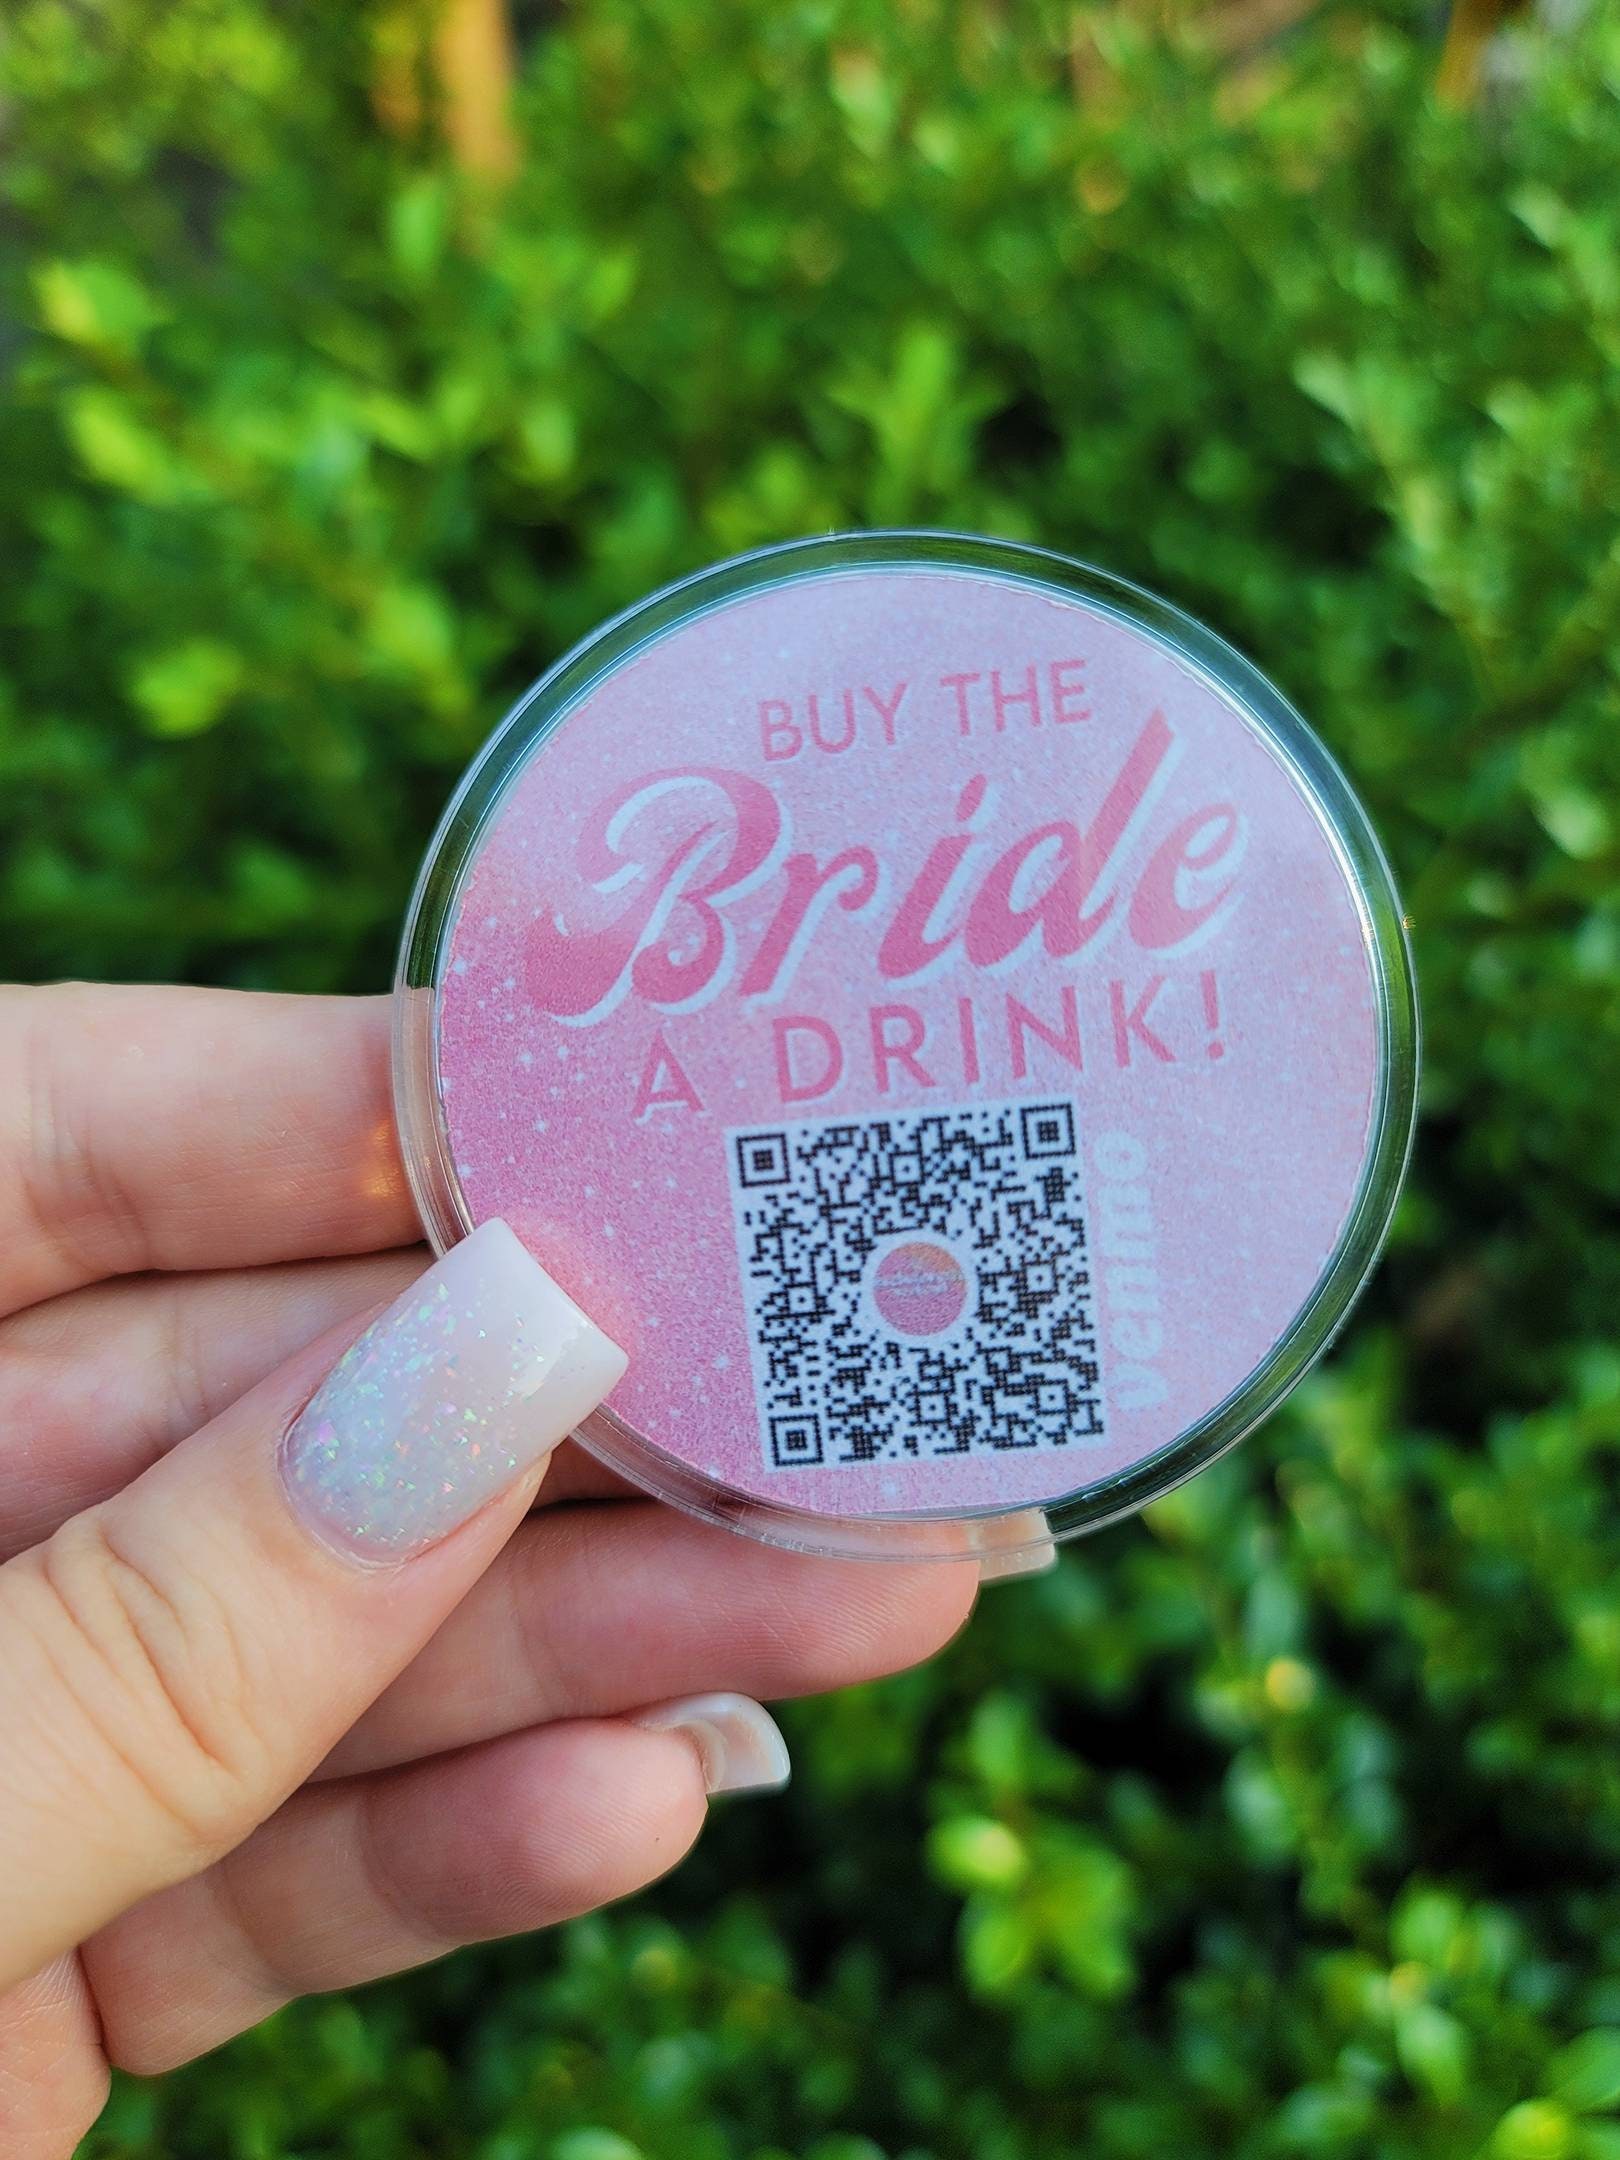 BUY THE
Bride
A DRINK!
venmo